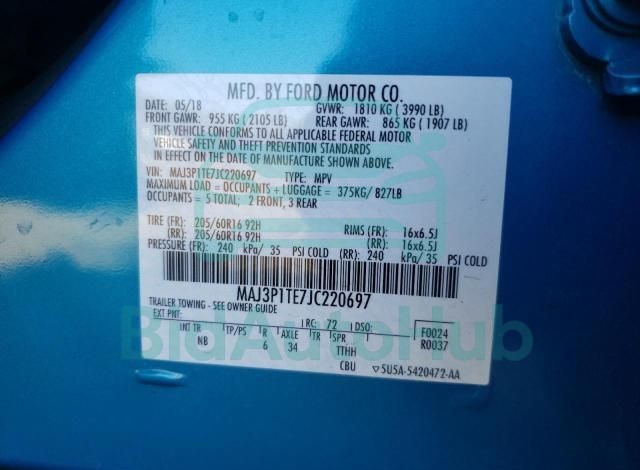 MFD. BY FORD MOTOR CO.
DATE: 05/18 GVWR: 1810 KG ( 3990 LB)
FRONT GAWR: 955 KG ( 2105 LB) REAR GAWR: 865 KG ( 1907 LB)
THIS VEHICLE CONFORMS TO ALL APPLICABLE FEDERAL MOTOR
VEHICLE SAFETY AND THEFT PREVENTION STANDARDS IN
EFFECT ON THE DATE OF MANUFACTURE SHOWN ABOVE.
VIN: MAJ3P1TE7JC220697 TYPE: MPV
MAXIMUM LOAD = OCCUPANTS + LUGGAGE = 375KG/ 827LB
OCCUPANTS = 5 TOTAL; 2 FRONT, 3 REAR
TIRE (FR): 205/60R16 92H RIMS (FR): 16x6.5J
(RR): 205/60R16 92H (RR): 16x6.5J
PRESSURE (FR): 240 kPa/ 35 PSI COLD (RR): 240 kPa/ 35 PSI COLD
MAJ3P1TE7JC220697
TRAILER TOWING - SEE OWNER GUIDE
EXT PNT: RC: 72 DSO: F0024
INT TR TP/PS R AXLE TR SPR R0037
NB 6 34 TTHH
CBU ▽5U5A-5420472-AA
BidAutoHub